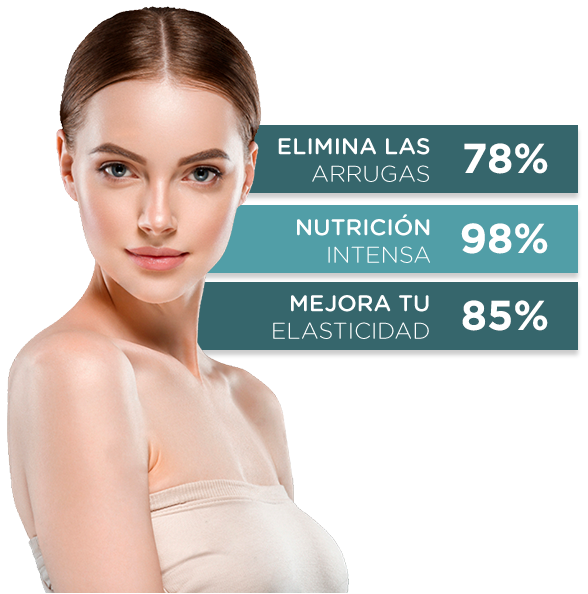 ELIMINA LAS
ARRUGAS
78%
NUTRICIÓN
INTENSA
98%
MEJORA TU
ELASTICIDAD
85%